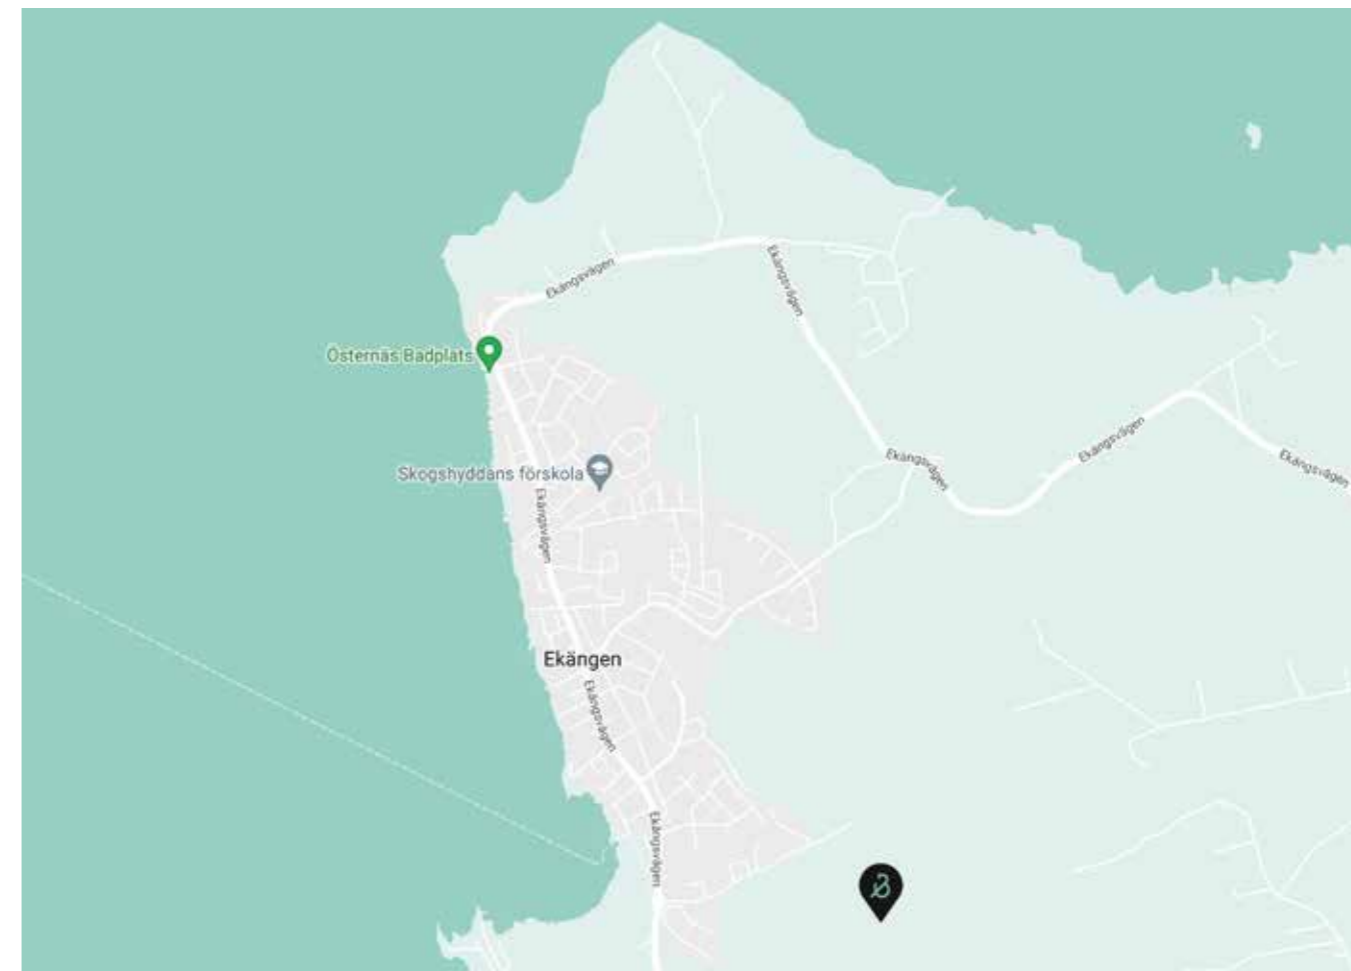 Ekängsvägen
Ekängsvägen
Östernäs Badplats
Ekängsvägen
Ekängsvägen
Ekängsvägen
Skogshyddans förskola
Ekängsvägen
Ekängen
Ekängsvägen
Ekängsvägen